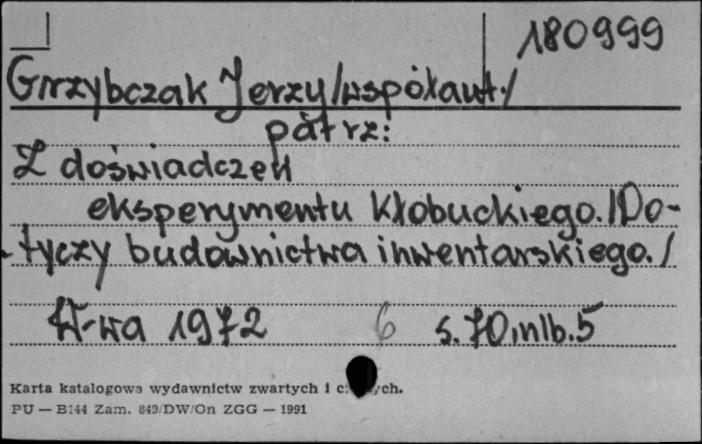 180999
Grzybczak Jerzy /współaut./
patrz:
Z doświadczeń
eksperymentu Kłobuckiego. /Do-
tyczy budownictwa inwentarskiego./
W-wa 1972 6 s. 70, nlb. 5
Karta katalogowa wydawnictw zwartych i
PU — B144 Zam. 849/DW/On ZGG — 1991